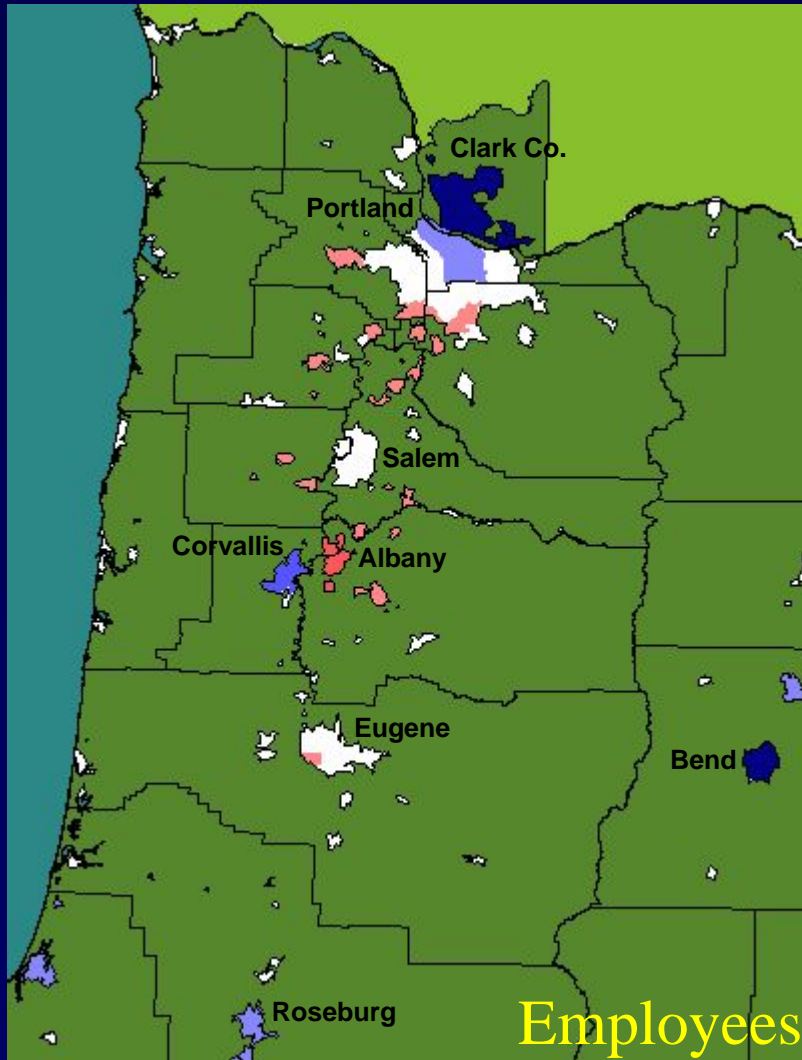 Clark Co.
Portland
Salem
Corvallis
Albany
Eugene
Bend
Roseburg
Employees